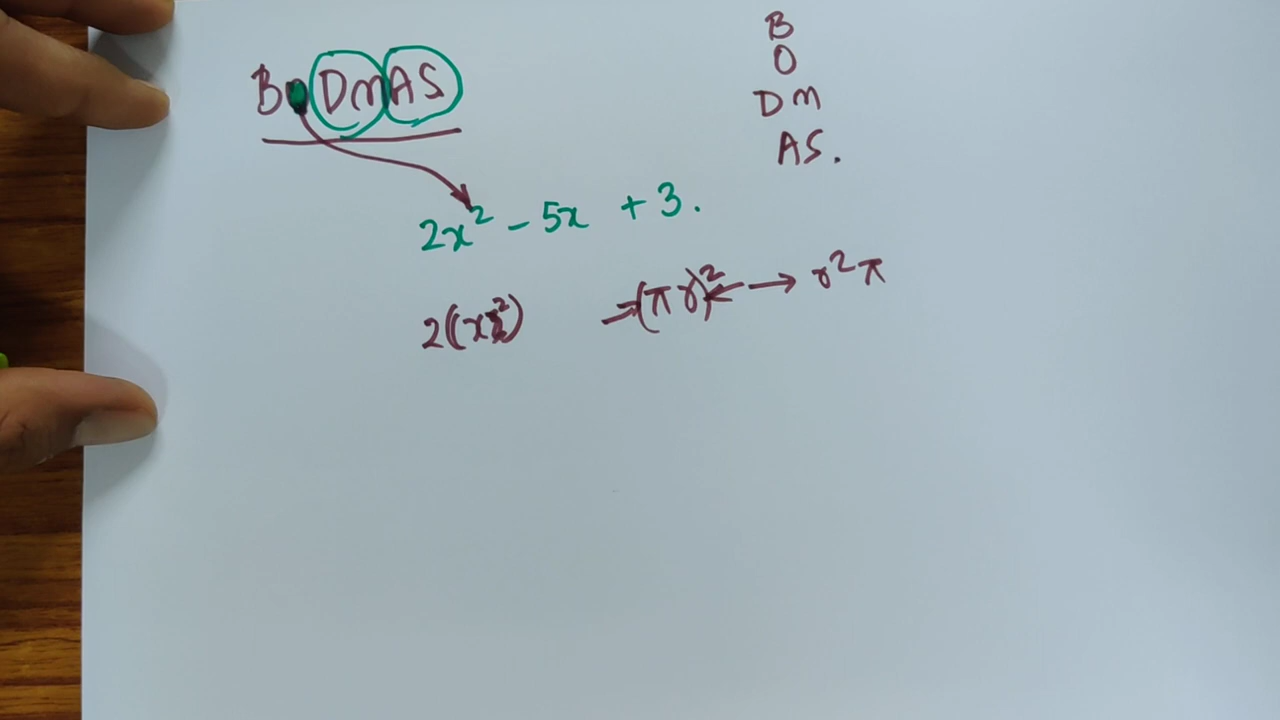 BODMAS
2x² - 5x + 3.
2(x²) (πr)² → r²π
B
O
DM
AS.